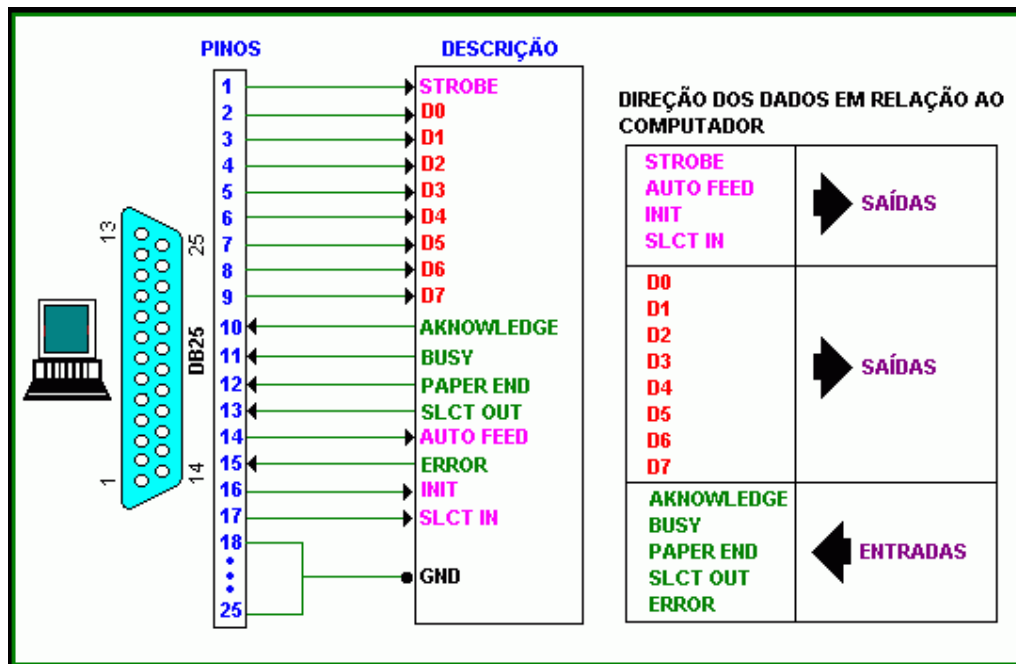 PINOS
DESCRIÇÃO
1 STROBE
2 D0
3 D1
4 D2
5 D3
6 D4
7 D5
8 D6
9 D7
10 AKNOWLEDGE
11 BUSY
12 PAPER END
13 SLCT OUT
14 AUTO FEED
15 ERROR
16 INIT
17 SLCT IN
18
GND
25
13
25
DB25
1
14
DIREÇÃO DOS DADOS EM RELAÇÃO AO
COMPUTADOR
STROBE
AUTO FEED
INIT
SLCT IN
SAÍDAS
D0
D1
D2
D3
D4
D5
D6
D7
SAÍDAS
AKNOWLEDGE
BUSY
PAPER END
SLCT OUT
ERROR
ENTRADAS